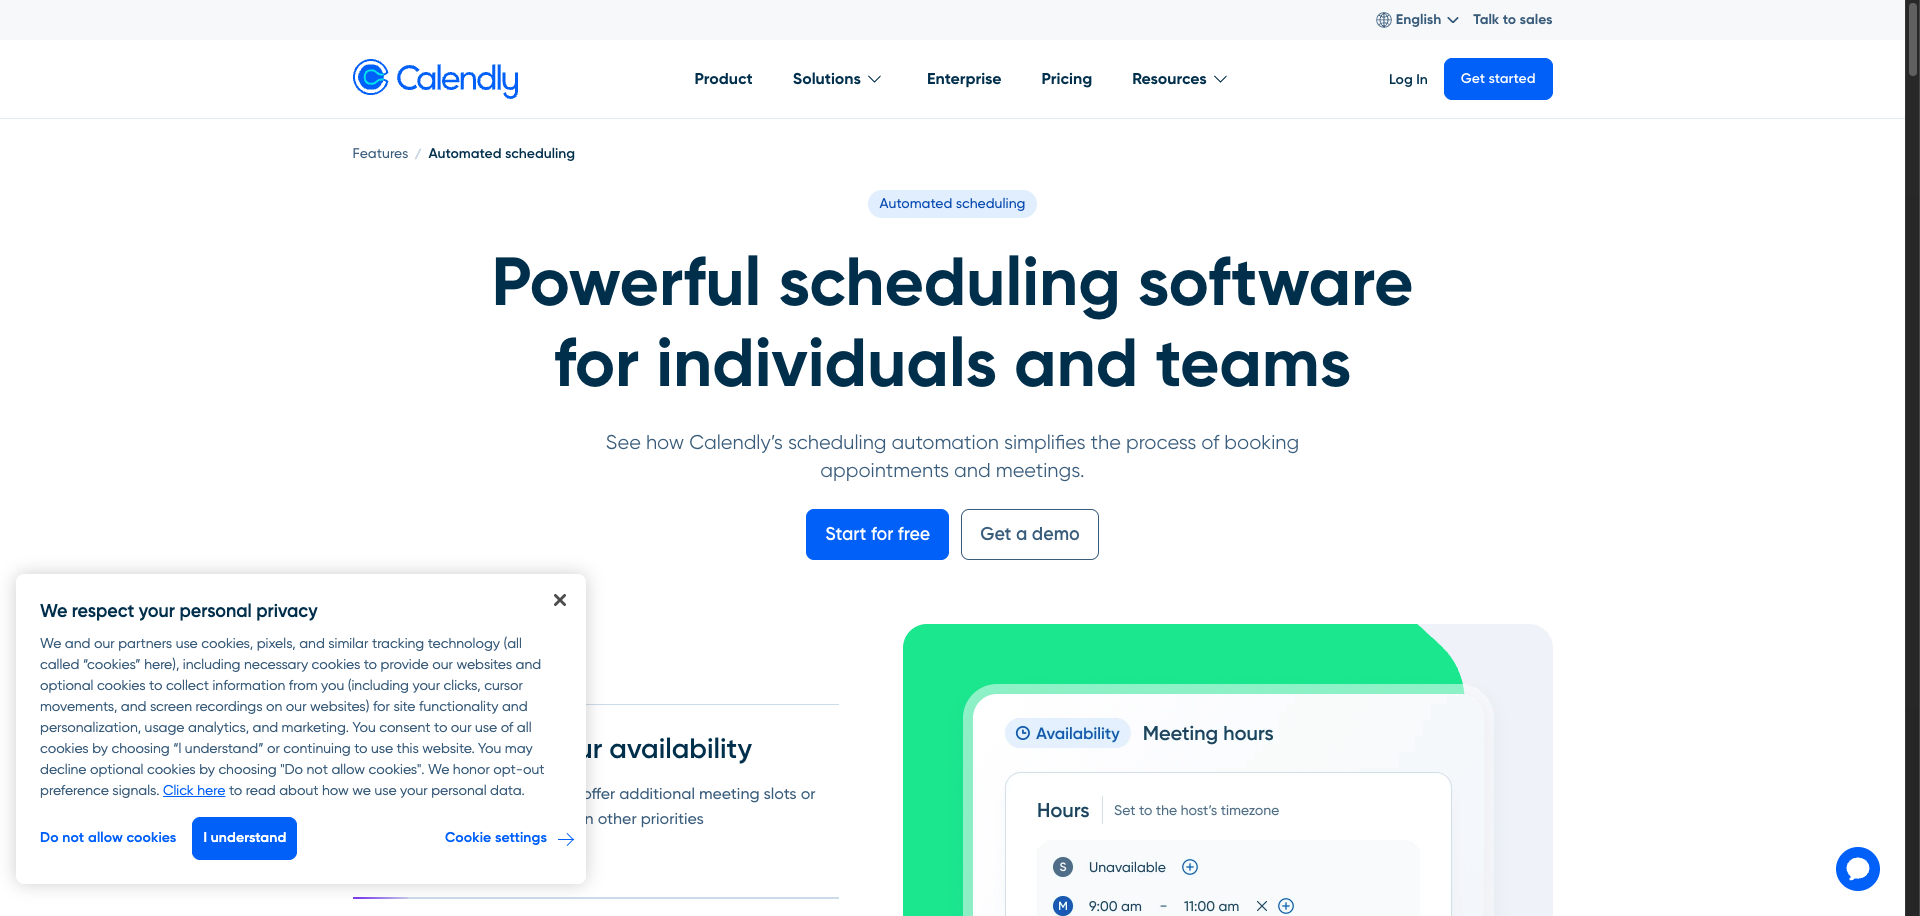 English
Talk to sales
Calendly
Product
Solutions
Enterprise
Pricing
Resources
Log In
Get started
Features / Automated scheduling
Automated scheduling
Powerful scheduling software
for individuals and teams
See how Calendly’s scheduling automation simplifies the process of booking
appointments and meetings.
Start for free
Get a demo
We respect your personal privacy
We and our partners use cookies, pixels, and similar tracking technology (all
called “cookies” here), including necessary cookies to provide our websites and
optional cookies to collect information from you (including your clicks, cursor
movements, and screen recordings on our websites) for site functionality and
personalization, usage analytics, and marketing. You consent to our use of all
cookies by choosing “I understand” or continuing to use this website. You may
decline optional cookies by choosing "Do not allow cookies". We honor opt-out
preference signals. Click here to read about how we use your personal data.
Do not allow cookies
I understand
Cookie settings
availability
offer additional meeting slots or
other priorities
Availability
Meeting hours
Hours
Set to the host’s timezone
S Unavailable
M 9:00 am - 11:00 am